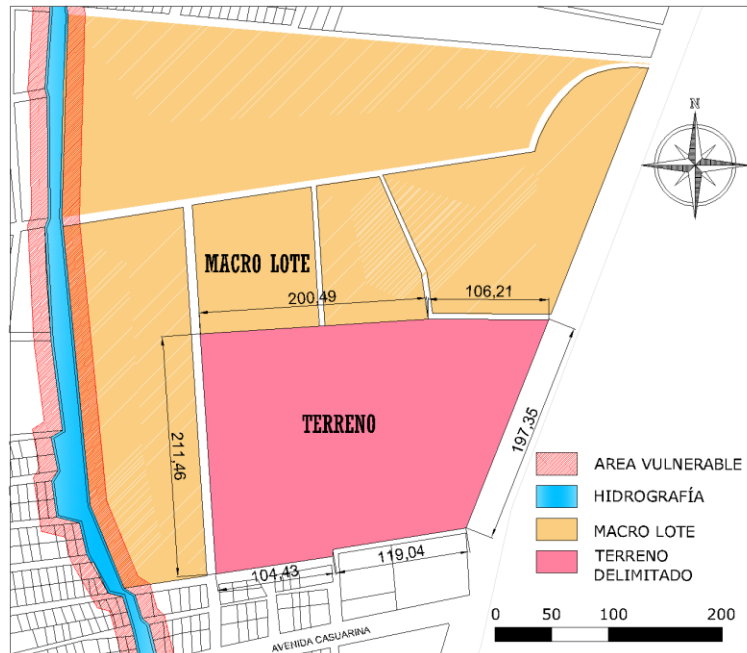 N
MACRO LOTE
200,49
106,21
TERRENO
211,46
197,35
104,43
119,04
AVENIDA CASUARINA
AREA VULNERABLE
HIDROGRAFÍA
MACRO LOTE
TERRENO
DELIMITADO
0 50 100 200